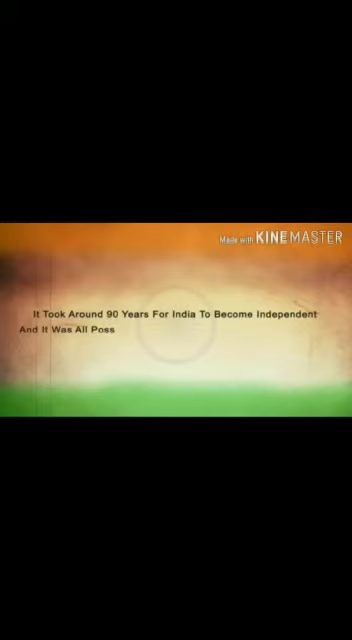 Made with KINEMASTER
It Took Around 90 Years For India To Become Independent
And It Was All Poss